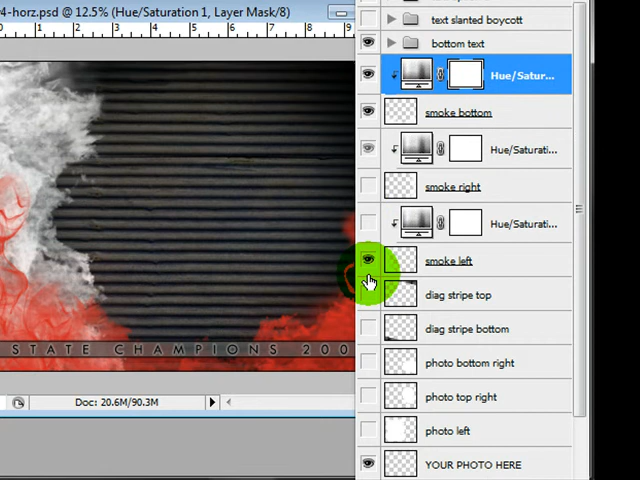 4-horz.psd @ 12.5% (Hue/Saturation 1, Layer Mask/8)
text slanted boycott
bottom text
Hue/Satur...
smoke bottom
Hue/Saturati...
smoke right
Hue/Saturati...
smoke left
diag stripe top
diag stripe bottom
STATE CHAMPIONS 200
photo bottom right
photo top right
Doc: 20.6M/90.3M
photo left
YOUR PHOTO HERE